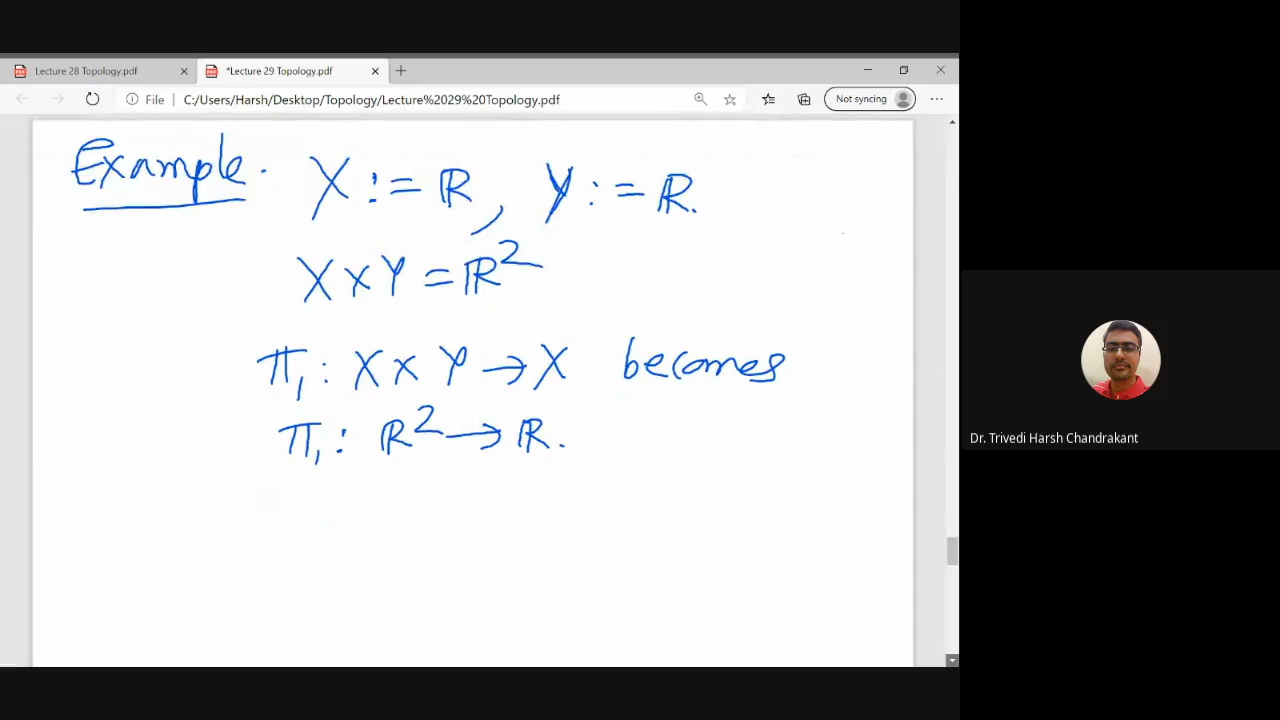 Lecture 28 Topology.pdf
*Lecture 29 Topology.pdf
File
C:/Users/Harsh/Desktop/Topology/Lecture%2029%20Topology.pdf
Not syncing
Example. X := ℝ, Y := ℝ.
X × Y = ℝ²
π₁ : X × Y → X becomes
π₁ : ℝ² → ℝ.
Dr. Trivedi Harsh Chandrakant